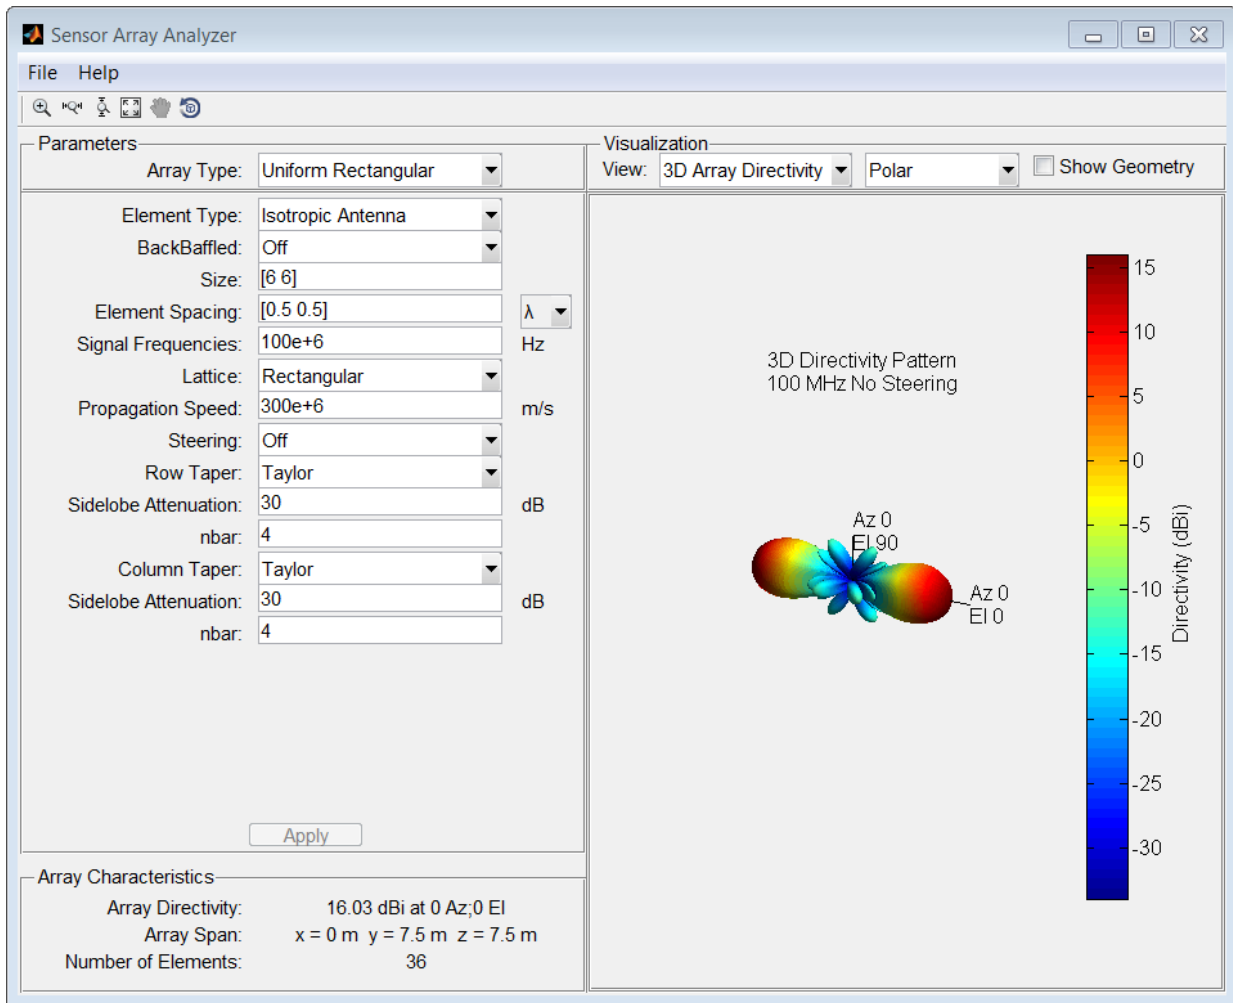 Sensor Array Analyzer
File Help
Parameters
Array Type: Uniform Rectangular
Element Type: Isotropic Antenna
BackBaffled: Off
Size: [6 6]
Element Spacing: [0.5 0.5] λ
Signal Frequencies: 100e+6 Hz
Lattice: Rectangular
Propagation Speed: 300e+6 m/s
Steering: Off
Row Taper: Taylor
Sidelobe Attenuation: 30 dB
nbar: 4
Column Taper: Taylor
Sidelobe Attenuation: 30 dB
nbar: 4
Apply
Array Characteristics
Array Directivity: 16.03 dBi at 0 Az;0 El
Array Span: x = 0 m y = 7.5 m z = 7.5 m
Number of Elements: 36
Visualization
View: 3D Array Directivity Polar Show Geometry
3D Directivity Pattern
100 MHz No Steering
Az 0
El 90
Az 0
El 0
15
10
5
0
-5
-10
-15
-20
-25
-30
Directivity (dBi)